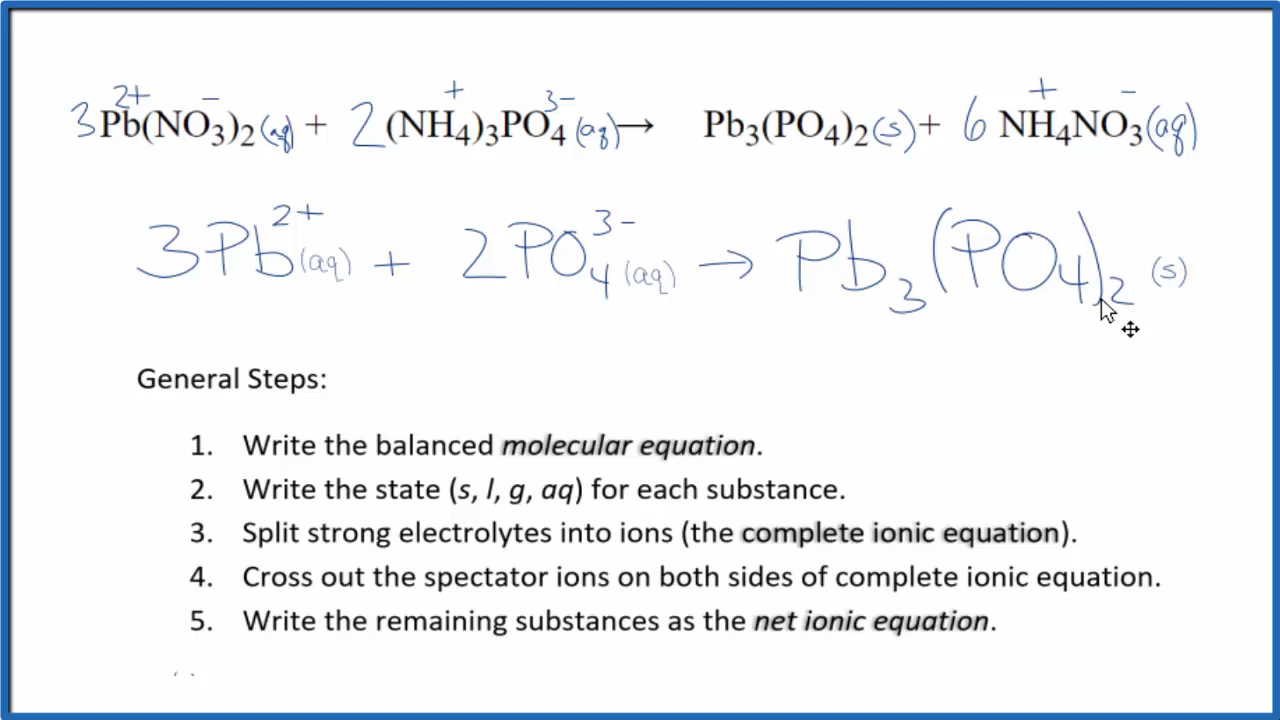 3Pb²⁺(NO₃⁻)₂(aq) + 2(NH₄⁺)₃PO₄³⁻(aq) → Pb₃(PO₄)₂(s) + 6NH₄⁺NO₃⁻(aq)
3Pb²⁺(aq) + 2PO₄³⁻(aq) → Pb₃(PO₄)₂(s)
General Steps:
1. Write the balanced molecular equation.
2. Write the state (s, l, g, aq) for each substance.
3. Split strong electrolytes into ions (the complete ionic equation).
4. Cross out the spectator ions on both sides of complete ionic equation.
5. Write the remaining substances as the net ionic equation.